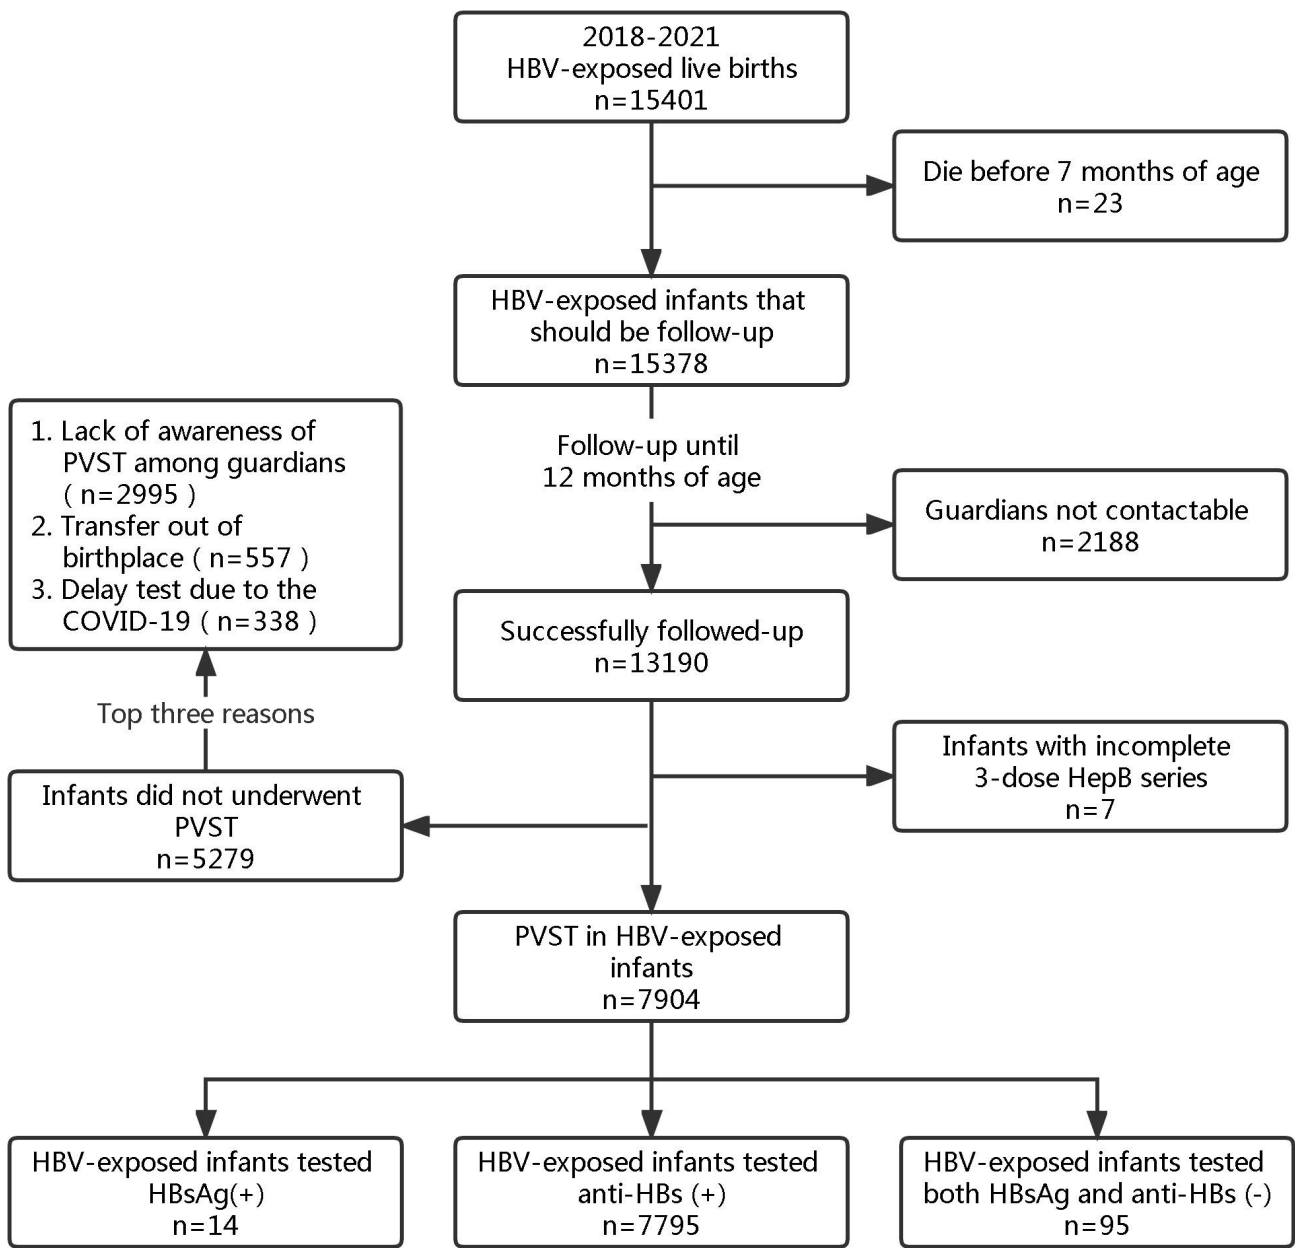 2018-2021
HBV-exposed live births
n=15401
Die before 7 months of age
n=23
HBV-exposed infants that
should be follow-up
n=15378
Follow-up until
12 months of age
Guardians not contactable
n=2188
1. Lack of awareness of
PVST among guardians
( n=2995 )
2. Transfer out of
birthplace ( n=557 )
3. Delay test due to the
COVID-19 ( n=338 )
Successfully followed-up
n=13190
Top three reasons
Infants with incomplete
3-dose HepB series
n=7
Infants did not underwent
PVST
n=5279
PVST in HBV-exposed
infants
n=7904
HBV-exposed infants tested
HBsAg(+)
n=14
HBV-exposed infants tested
anti-HBs (+)
n=7795
HBV-exposed infants tested
both HBsAg and anti-HBs (-)
n=95